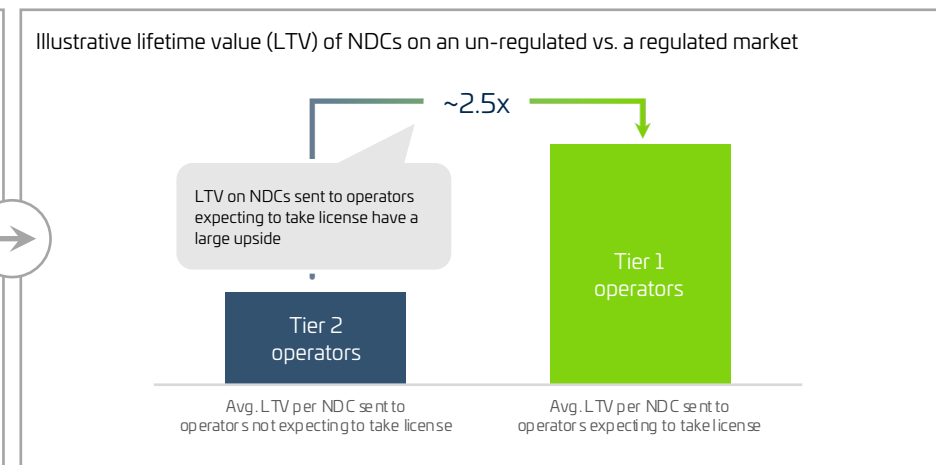 Illustrative lifetime value (LTV) of NDCs on an un-regulated vs. a regulated market
~2.5x
LTV on NDCs sent to operators
expecting to take license have a
large upside
Tier 1
operators
Tier 2
operators
Avg. LTV per NDC sent to
operators not expecting to take license
Avg. LTV per NDC sent to
operators expecting to take license